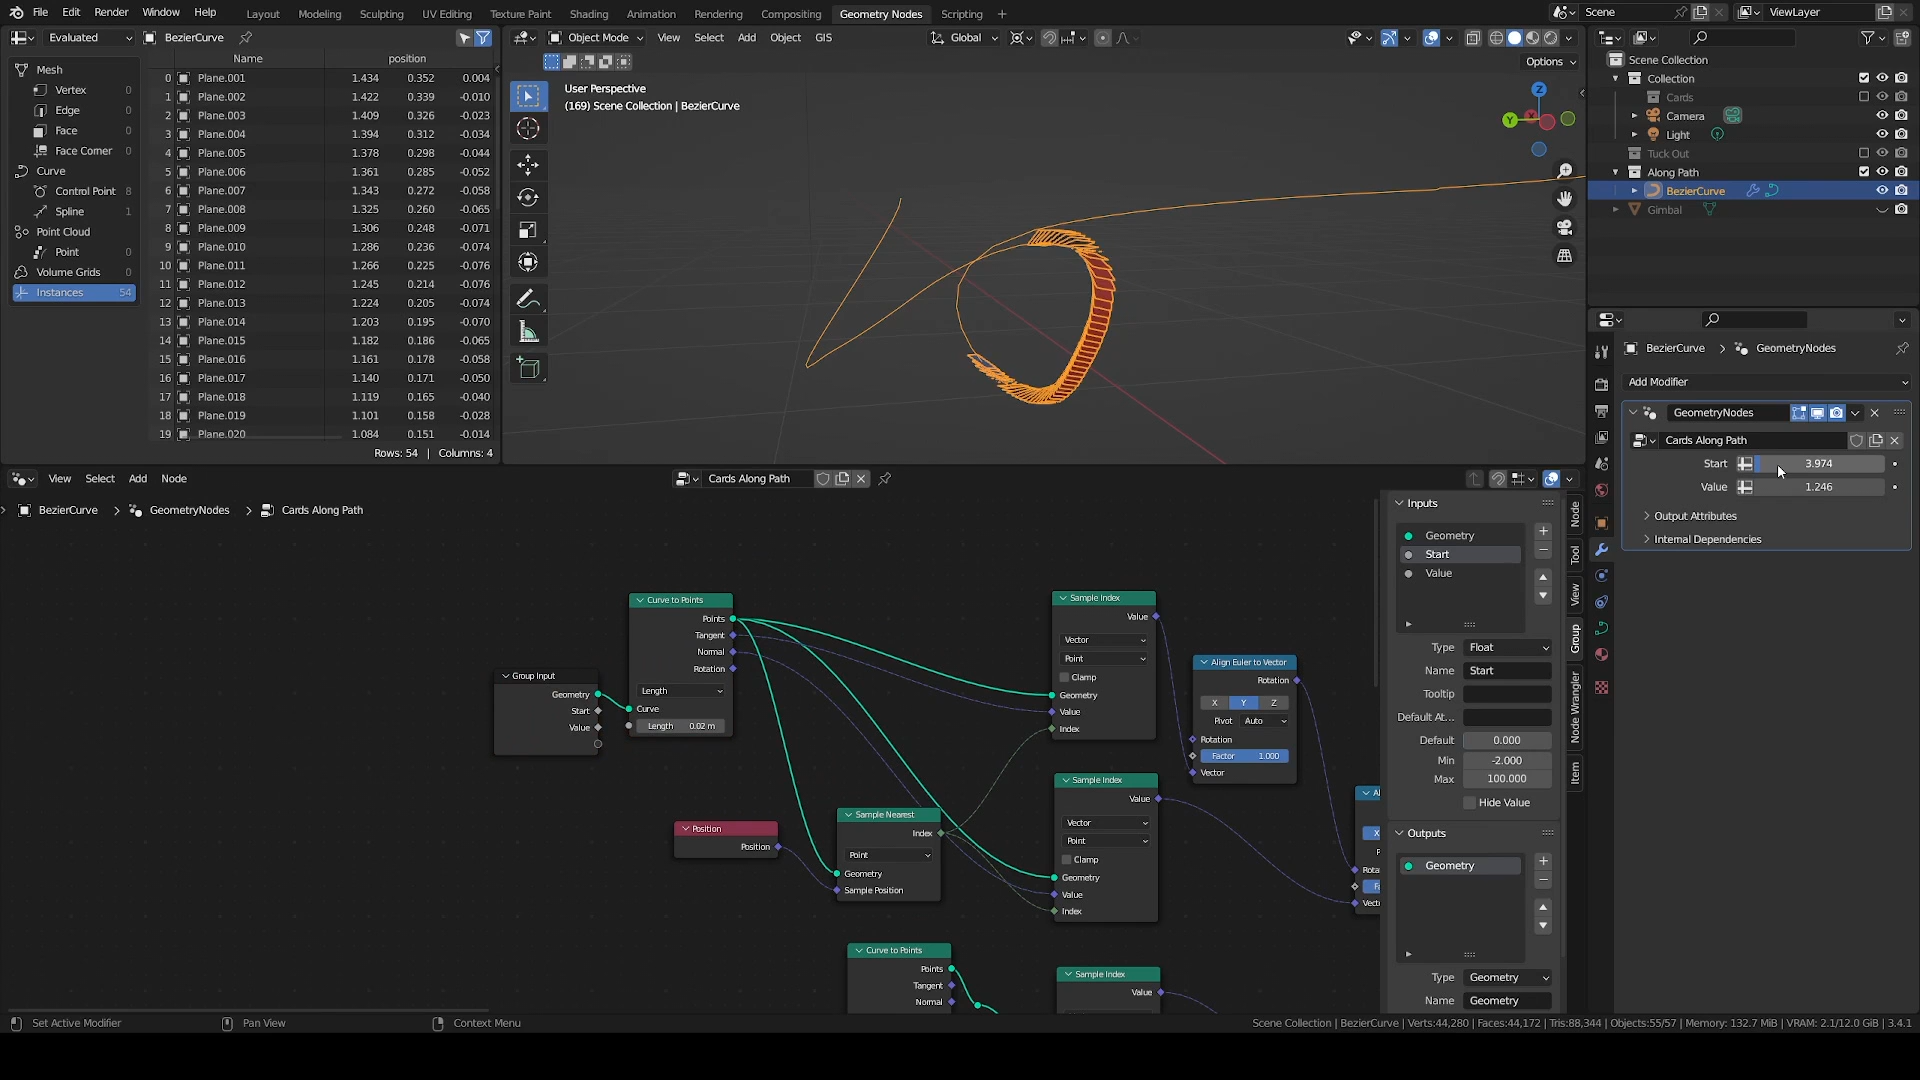 File Edit Render Window Help Layout Modeling Sculpting UV Editing Texture Paint Shading Animation Rendering Compositing Geometry Nodes Scripting + Scene ViewLayer
Evaluated BezierCurve
Object Mode View Select Add Object GIS Global
Options
Name position
Mesh
Vertex 0
Edge 0
Face 0
Face Corner 0
Curve
Control Point 8
Spline 1
Point Cloud
Point 0
Volume Grids 0
Instances 54
0 Plane.001 1.434 0.352 0.004
1 Plane.002 1.422 0.339 -0.010
2 Plane.003 1.409 0.326 -0.023
3 Plane.004 1.394 0.312 -0.034
4 Plane.005 1.378 0.298 -0.044
5 Plane.006 1.361 0.285 -0.052
6 Plane.007 1.343 0.272 -0.058
7 Plane.008 1.325 0.260 -0.065
8 Plane.009 1.306 0.248 -0.071
9 Plane.010 1.286 0.236 -0.074
10 Plane.011 1.266 0.225 -0.076
11 Plane.012 1.245 0.214 -0.076
12 Plane.013 1.224 0.205 -0.074
13 Plane.014 1.203 0.195 -0.070
14 Plane.015 1.182 0.186 -0.065
15 Plane.016 1.161 0.178 -0.058
16 Plane.017 1.140 0.171 -0.050
17 Plane.018 1.119 0.165 -0.040
18 Plane.019 1.101 0.158 -0.028
19 Plane.020 1.084 0.151 -0.014
Rows: 54 | Columns: 4
User Perspective
(169) Scene Collection | BezierCurve
Z
Y
Scene Collection
Collection
Cards
Camera
Light
Tuck Out
Along Path
BezierCurve
Gimbal
BezierCurve > GeometryNodes
Add Modifier
GeometryNodes
Cards Along Path
Start 3.974
Value 1.246
Output Attributes
Internal Dependencies
View Select Add Node Cards Along Path
BezierCurve > GeometryNodes > Cards Along Path
Group Input
Geometry
Start
Value
Curve to Points
Points
Tangent
Normal
Rotation
Length
Curve
Length 0.02 m
Position
Position
Sample Nearest
Index
Point
Geometry
Sample Position
Curve to Points
Points
Tangent
Normal
Sample Index
Value
Vector
Point
Clamp
Geometry
Value
Index
Sample Index
Value
Vector
Point
Clamp
Geometry
Value
Index
Sample Index
Value
Align Euler to Vector
Rotation
X Y Z
Pivot Auto
Rotation
Factor 1.000
Vector
Al
X
P
Rota
F
Vect
Inputs
Geometry
Start
Value
Type Float
Name Start
Tooltip
Default At...
Default 0.000
Min -2.000
Max 100.000
Hide Value
Outputs
Geometry
Type Geometry
Name Geometry
Node
Tool
View
Group
Node Wrangler
Item
Set Active Modifier Pan View Context Menu Scene Collection | BezierCurve | Verts:44,280 | Faces:44,172 | Tris:88,344 | Objects:55/57 | Memory: 132.7 MiB | VRAM: 2.1/12.0 GiB | 3.4.1